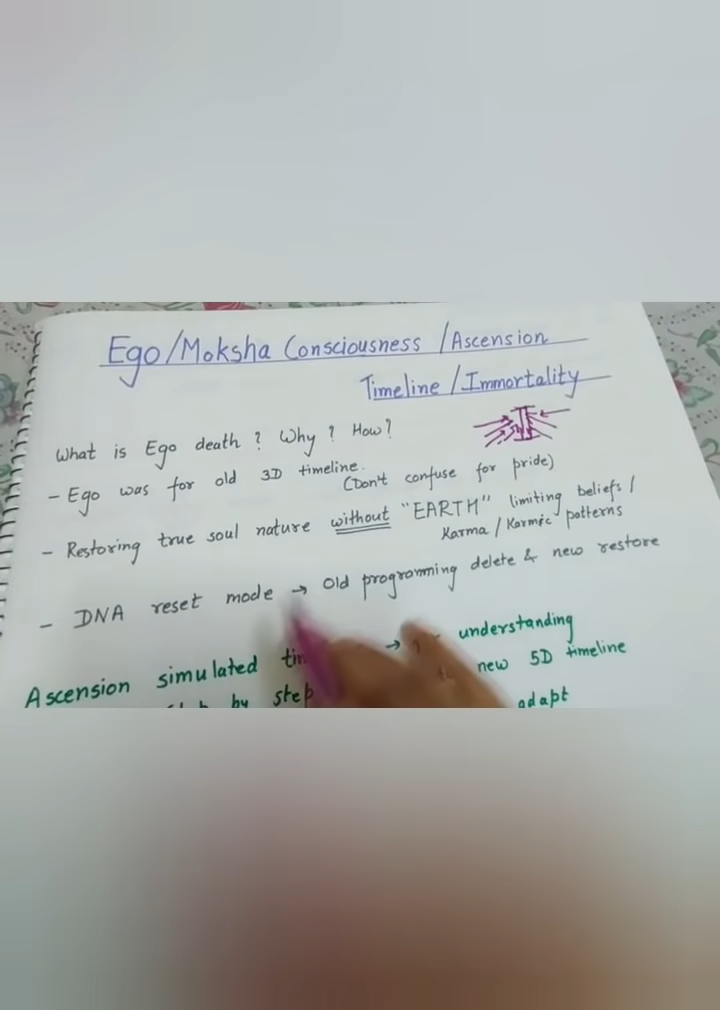 Ego/Moksha Consciousness /Ascension
Timeline /Immortality
What is Ego death ? Why ? How?
- Ego was for old 3D timeline.
(Don't confuse for pride)
- Restoring true soul nature without "EARTH" limiting beliefs /
Karma / Karmic patterns
- DNA reset mode → Old programming delete & new restore
Ascension simulated → understanding
by step new 5D timeline
adapt